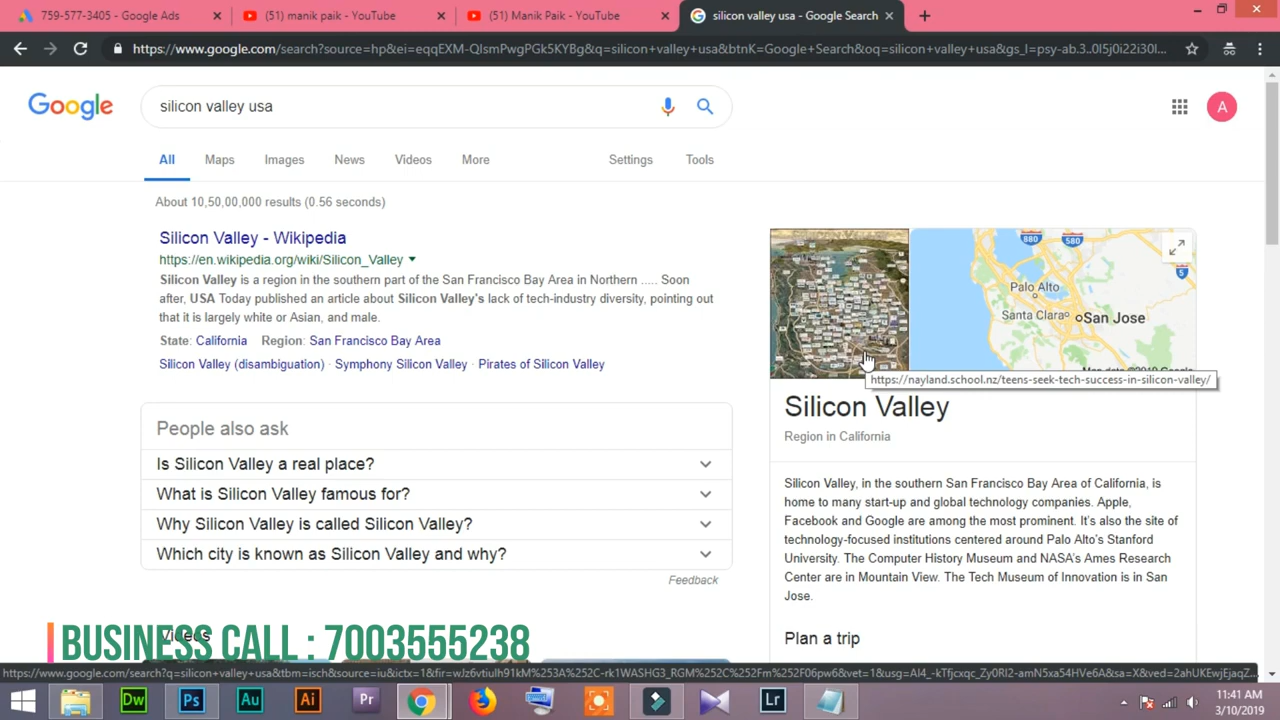 759-577-3405 - Google Ads
(51) manik paik - YouTube
(51) Manik Paik - YouTube
silicon valley usa - Google Search
https://www.google.com/search?source=hp&ei=eqqEXM-QIsmPwgPGk5KYBg&q=silicon+valley+usa&btnK=Google+Search&oq=silicon+valley+usa&gs_l=psy-ab.3..0l5j0i22i30l...
Google
silicon valley usa
A
All
Maps
Images
News
Videos
More
Settings
Tools
About 10,50,00,000 results (0.56 seconds)
Silicon Valley - Wikipedia
https://en.wikipedia.org/wiki/Silicon_Valley
Silicon Valley is a region in the southern part of the San Francisco Bay Area in Northern ..... Soon
after, USA Today published an article about Silicon Valley's lack of tech-industry diversity, pointing out
that it is largely white or Asian, and male.
State: California Region: San Francisco Bay Area
Silicon Valley (disambiguation) · Symphony Silicon Valley · Pirates of Silicon Valley
People also ask
Is Silicon Valley a real place?
What is Silicon Valley famous for?
Why Silicon Valley is called Silicon Valley?
Which city is known as Silicon Valley and why?
Feedback
Videos
880
580
5
Palo Alto
Santa Clara
San Jose
https://nayland.school.nz/teens-seek-tech-success-in-silicon-valley/
Silicon Valley
Region in California
Silicon Valley, in the southern San Francisco Bay Area of California, is
home to many start-up and global technology companies. Apple,
Facebook and Google are among the most prominent. It's also the site of
technology-focused institutions centered around Palo Alto's Stanford
University. The Computer History Museum and NASA's Ames Research
Center are in Mountain View. The Tech Museum of Innovation is in San
Jose.
Plan a trip
BUSINESS CALL : 7003555238
Dw
Ps
Au
Ai
Pr
Lr
11:41 AM
3/10/2019